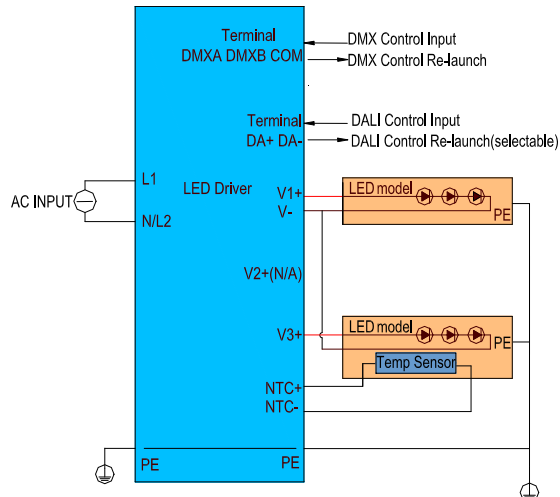 Terminal
DMXA DMXB COM
DMX Control Input
DMX Control Re-launch
Terminal
DA+ DA-
DALI Control Input
DALI Control Re-launch(selectable)
AC INPUT
L1
N/L2
LED Driver
V1+
V-
LED model
PE
V2+(N/A)
V3+
LED model
PE
Temp Sensor
NTC+
NTC-
PE
PE